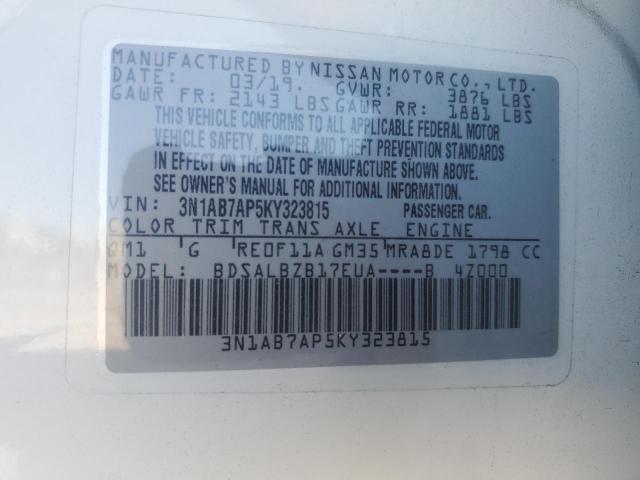 MANUFACTURED BY NISSAN MOTOR CO., LTD.
DATE: 03/19. GVWR: 3876 LBS
GAWR FR: 2143 LBS GAWR RR: 1881 LBS
THIS VEHICLE CONFORMS TO ALL APPLICABLE FEDERAL MOTOR
VEHICLE SAFETY, BUMPER AND THEFT PREVENTION STANDARDS
IN EFFECT ON THE DATE OF MANUFACTURE SHOWN ABOVE.
SEE OWNER'S MANUAL FOR ADDITIONAL INFORMATION.
VIN: 3N1AB7AP5KY323815 PASSENGER CAR.
COLOR TRIM TRANS AXLE ENGINE
QM1 G RE0F11A GM35 MRA8DE 1798 CC
MODEL: BDSALBZB17EUA----B 4Z000
3N1AB7AP5KY323815